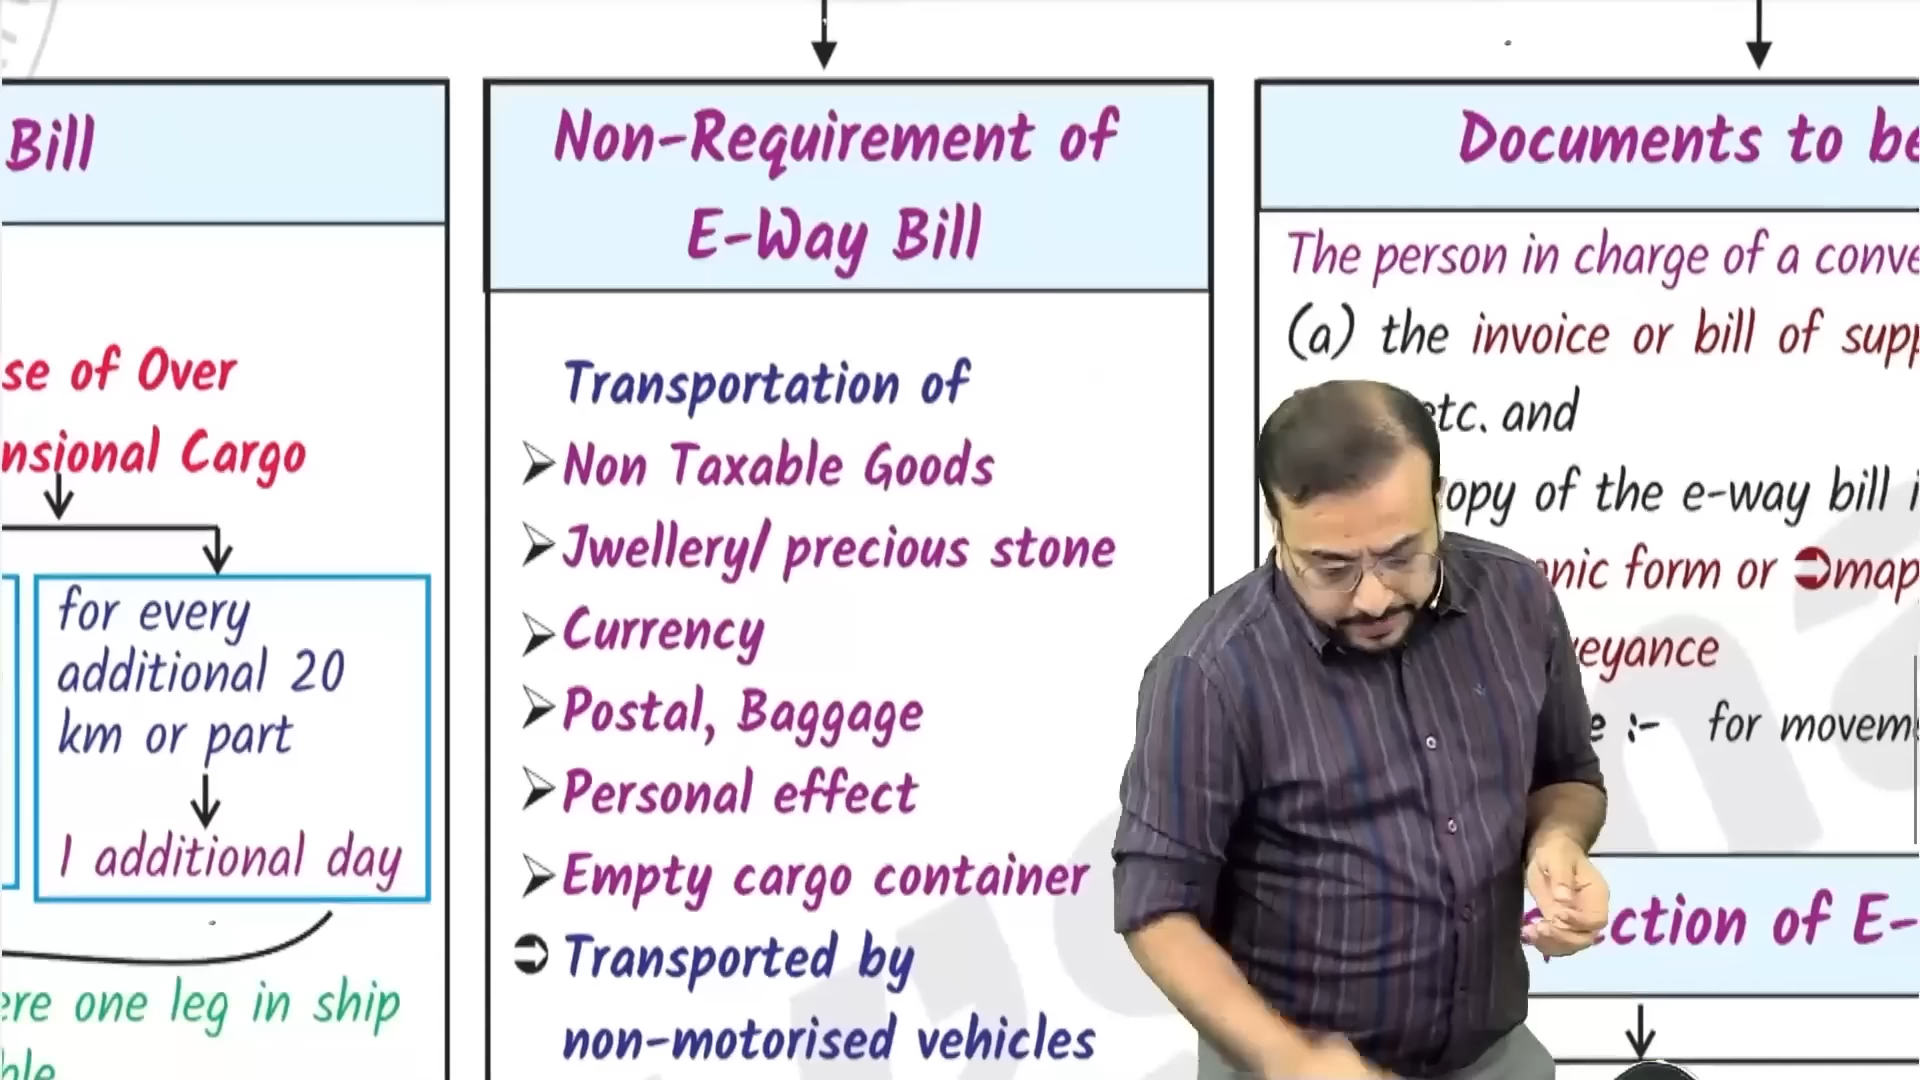 Bill
se of Over
nsional Cargo
for every
additional 20
km or part
1 additional day
ere one leg in ship
Non-Requirement of
E-Way Bill
Transportation of
Non Taxable Goods
Jwellery/ precious stone
Currency
Postal, Baggage
Personal effect
Empty cargo container
Transported by
non-motorised vehicles
Documents to be
The person in charge of a conve
(a) the invoice or bill of supp
etc. and
opy of the e-way bill i
nic form or map
eyance
e :- for movem
ction of E-